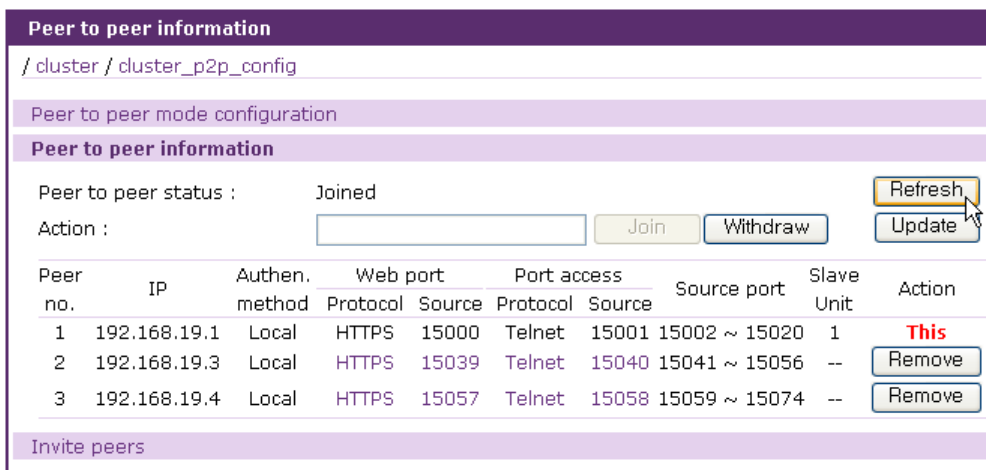 Peer to peer information
/ cluster / cluster_p2p_config
Peer to peer mode configuration
Peer to peer information
Peer to peer status : Joined Refresh
Action : Join Withdraw Update
Peer no. IP Authen. method Web port Port access Source port Slave Unit Action
Protocol Source Protocol Source
1 192.168.19.1 Local HTTPS 15000 Telnet 15001 15002 ~ 15020 1 This
2 192.168.19.3 Local HTTPS 15039 Telnet 15040 15041 ~ 15056 -- Remove
3 192.168.19.4 Local HTTPS 15057 Telnet 15058 15059 ~ 15074 -- Remove
Invite peers